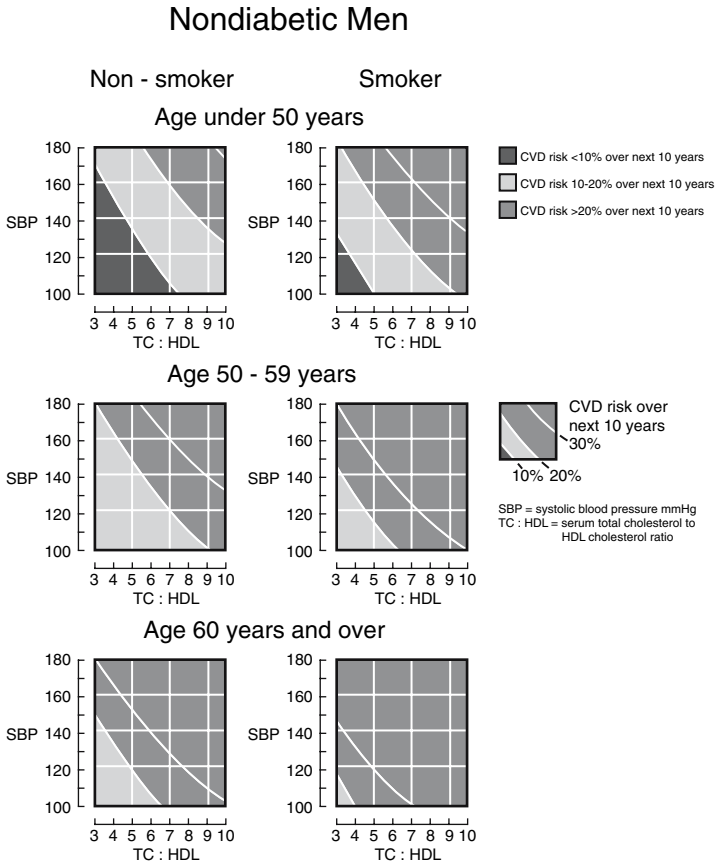 Nondiabetic Men
Non - smoker Smoker
Age under 50 years
180 180
160 160
SBP 140 SBP 140
120 120
100 100
3 4 5 6 7 8 9 10 3 4 5 6 7 8 9 10
TC : HDL TC : HDL
CVD risk <10% over next 10 years
CVD risk 10-20% over next 10 years
CVD risk >20% over next 10 years
Age 50 - 59 years
180 180
160 160
SBP 140 SBP 140
120 120
100 100
3 4 5 6 7 8 9 10 3 4 5 6 7 8 9 10
TC : HDL TC : HDL
CVD risk over
next 10 years
30%
10% 20%
SBP = systolic blood pressure mmHg
TC : HDL = serum total cholesterol to
HDL cholesterol ratio
Age 60 years and over
180 180
160 160
SBP 140 SBP 140
120 120
100 100
3 4 5 6 7 8 9 10 3 4 5 6 7 8 9 10
TC : HDL TC : HDL